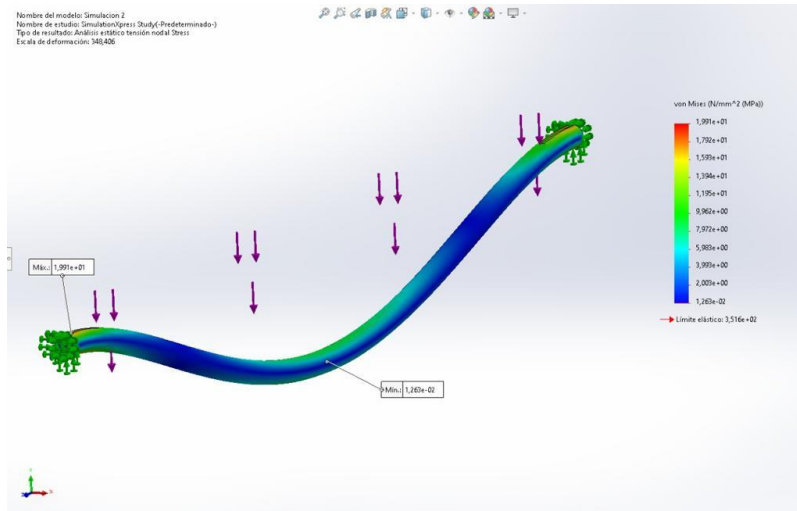 Nombre del modelo: Simulacion 2
Nombre de estudio: SimulationXpress Study(-Predeterminado-)
Tipo de resultado: Análisis estático tensión nodal Stress
Escala de deformación: 348,406
von Mises (N/mm^2 (MPa))
1,991e+01
1,792e+01
1,593e+01
1,394e+01
1,195e+01
9,962e+00
7,972e+00
5,983e+00
3,993e+00
2,003e+00
1,263e-02
Límite elástico: 3,516e+02
Máx.: 1,991e+01
Mín.: 1,263e-02